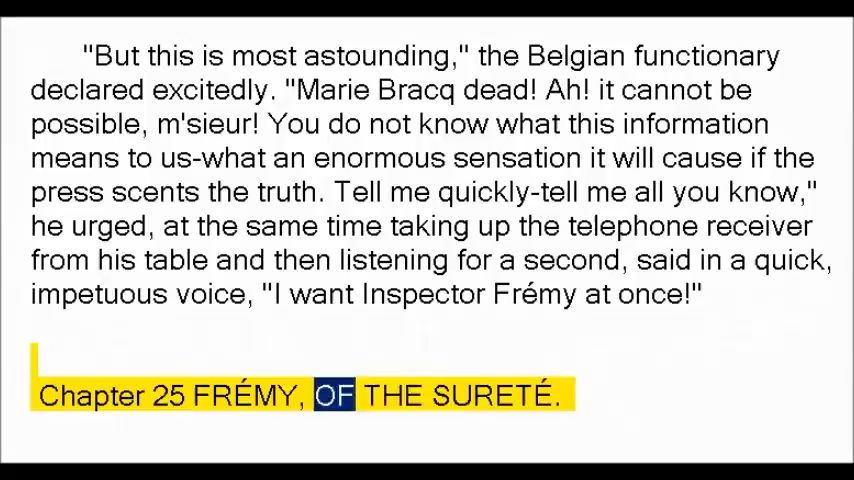 "But this is most astounding," the Belgian functionary
declared excitedly. "Marie Bracq dead! Ah! it cannot be
possible, m'sieur! You do not know what this information
means to us-what an enormous sensation it will cause if the
press scents the truth. Tell me quickly-tell me all you know,"
he urged, at the same time taking up the telephone receiver
from his table and then listening for a second, said in a quick,
impetuous voice, "I want Inspector Frémy at once!"
Chapter 25 FRÉMY, OF THE SURETÉ.